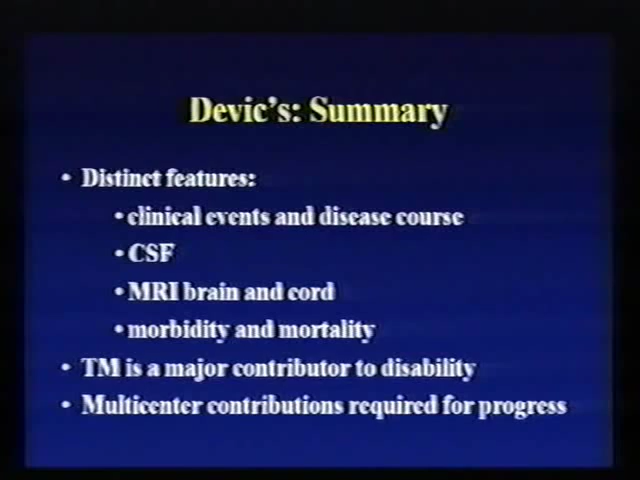 Devic's: Summary
• Distinct features:
• clinical events and disease course
• CSF
• MRI brain and cord
• morbidity and mortality
• TM is a major contributor to disability
• Multicenter contributions required for progress